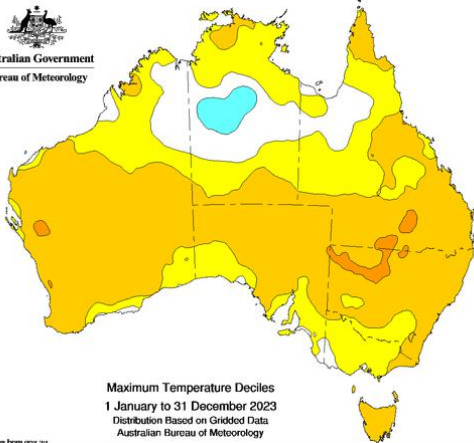 tralian Government
eau of Meteorology
Maximum Temperature Deciles
1 January to 31 December 2023
Distribution Based on Gridded Data
Australian Bureau of Meteorology